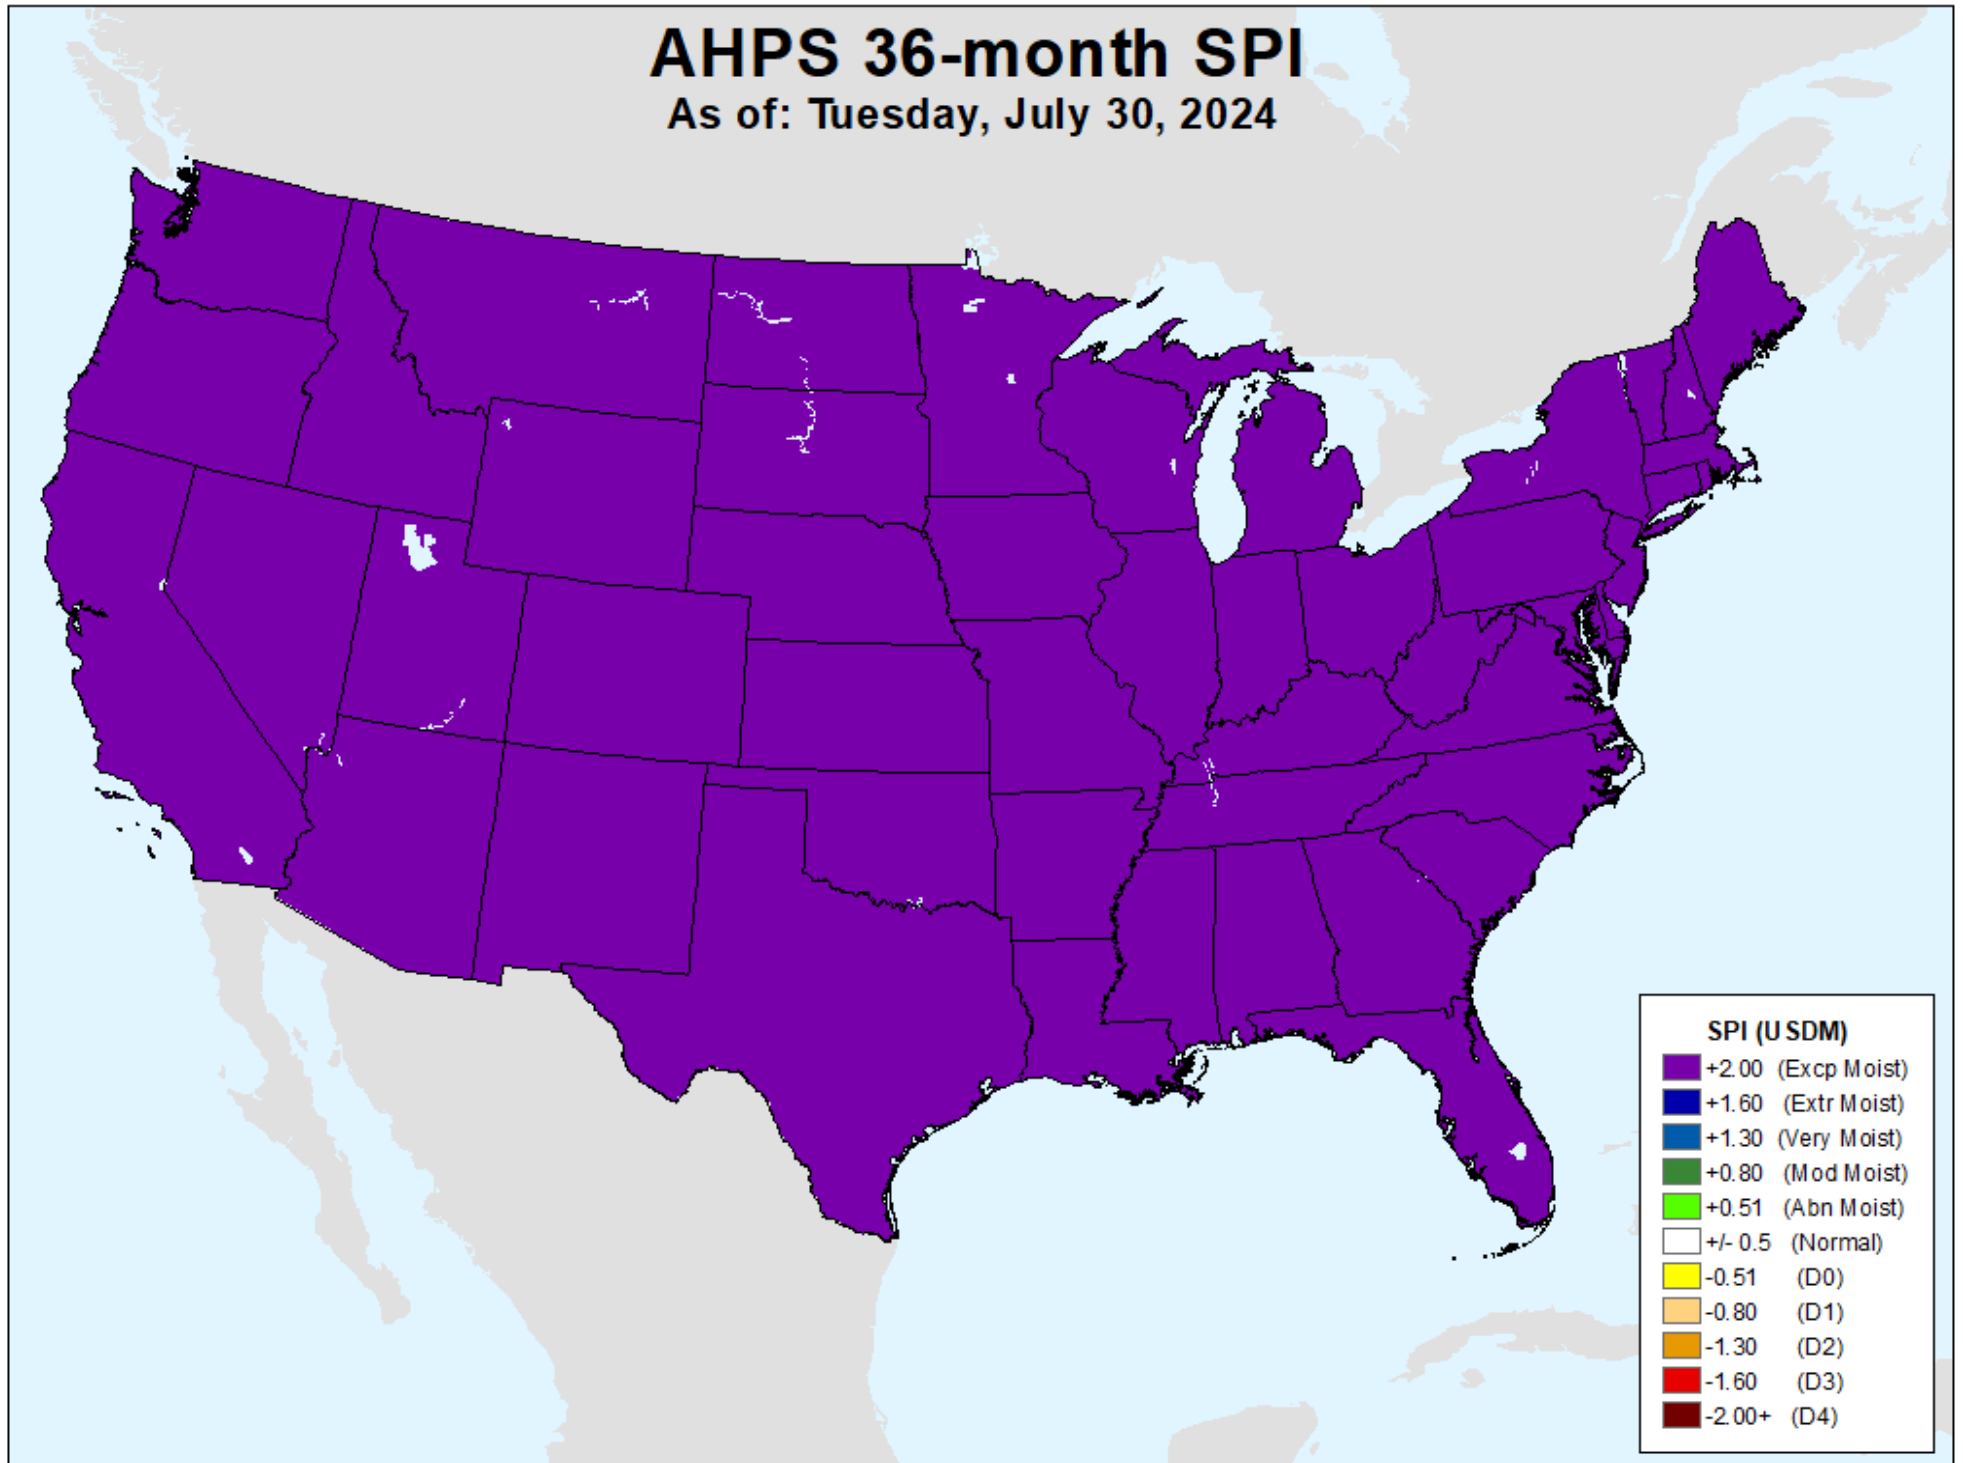 AHPS 36-month SPI
As of: Tuesday, July 30, 2024
SPI (USDM)
+2.00 (Excp Moist)
+1.60 (Extr Moist)
+1.30 (Very Moist)
+0.80 (Mod Moist)
+0.51 (Abn Moist)
+/- 0.5 (Normal)
-0.51 (D0)
-0.80 (D1)
-1.30 (D2)
-1.60 (D3)
-2.00+ (D4)